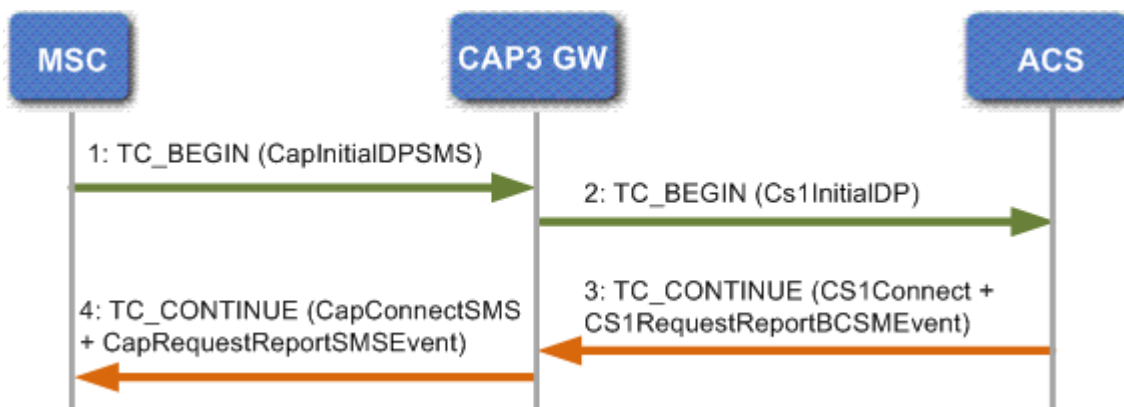 MSC
CAP3 GW
ACS
1: TC_BEGIN (CapInitialDPSMS)
2: TC_BEGIN (Cs1InitialDP)
3: TC_CONTINUE (CS1Connect +
CS1RequestReportBCSMEvent)
4: TC_CONTINUE (CapConnectSMS
+ CapRequestReportSMSEvent)